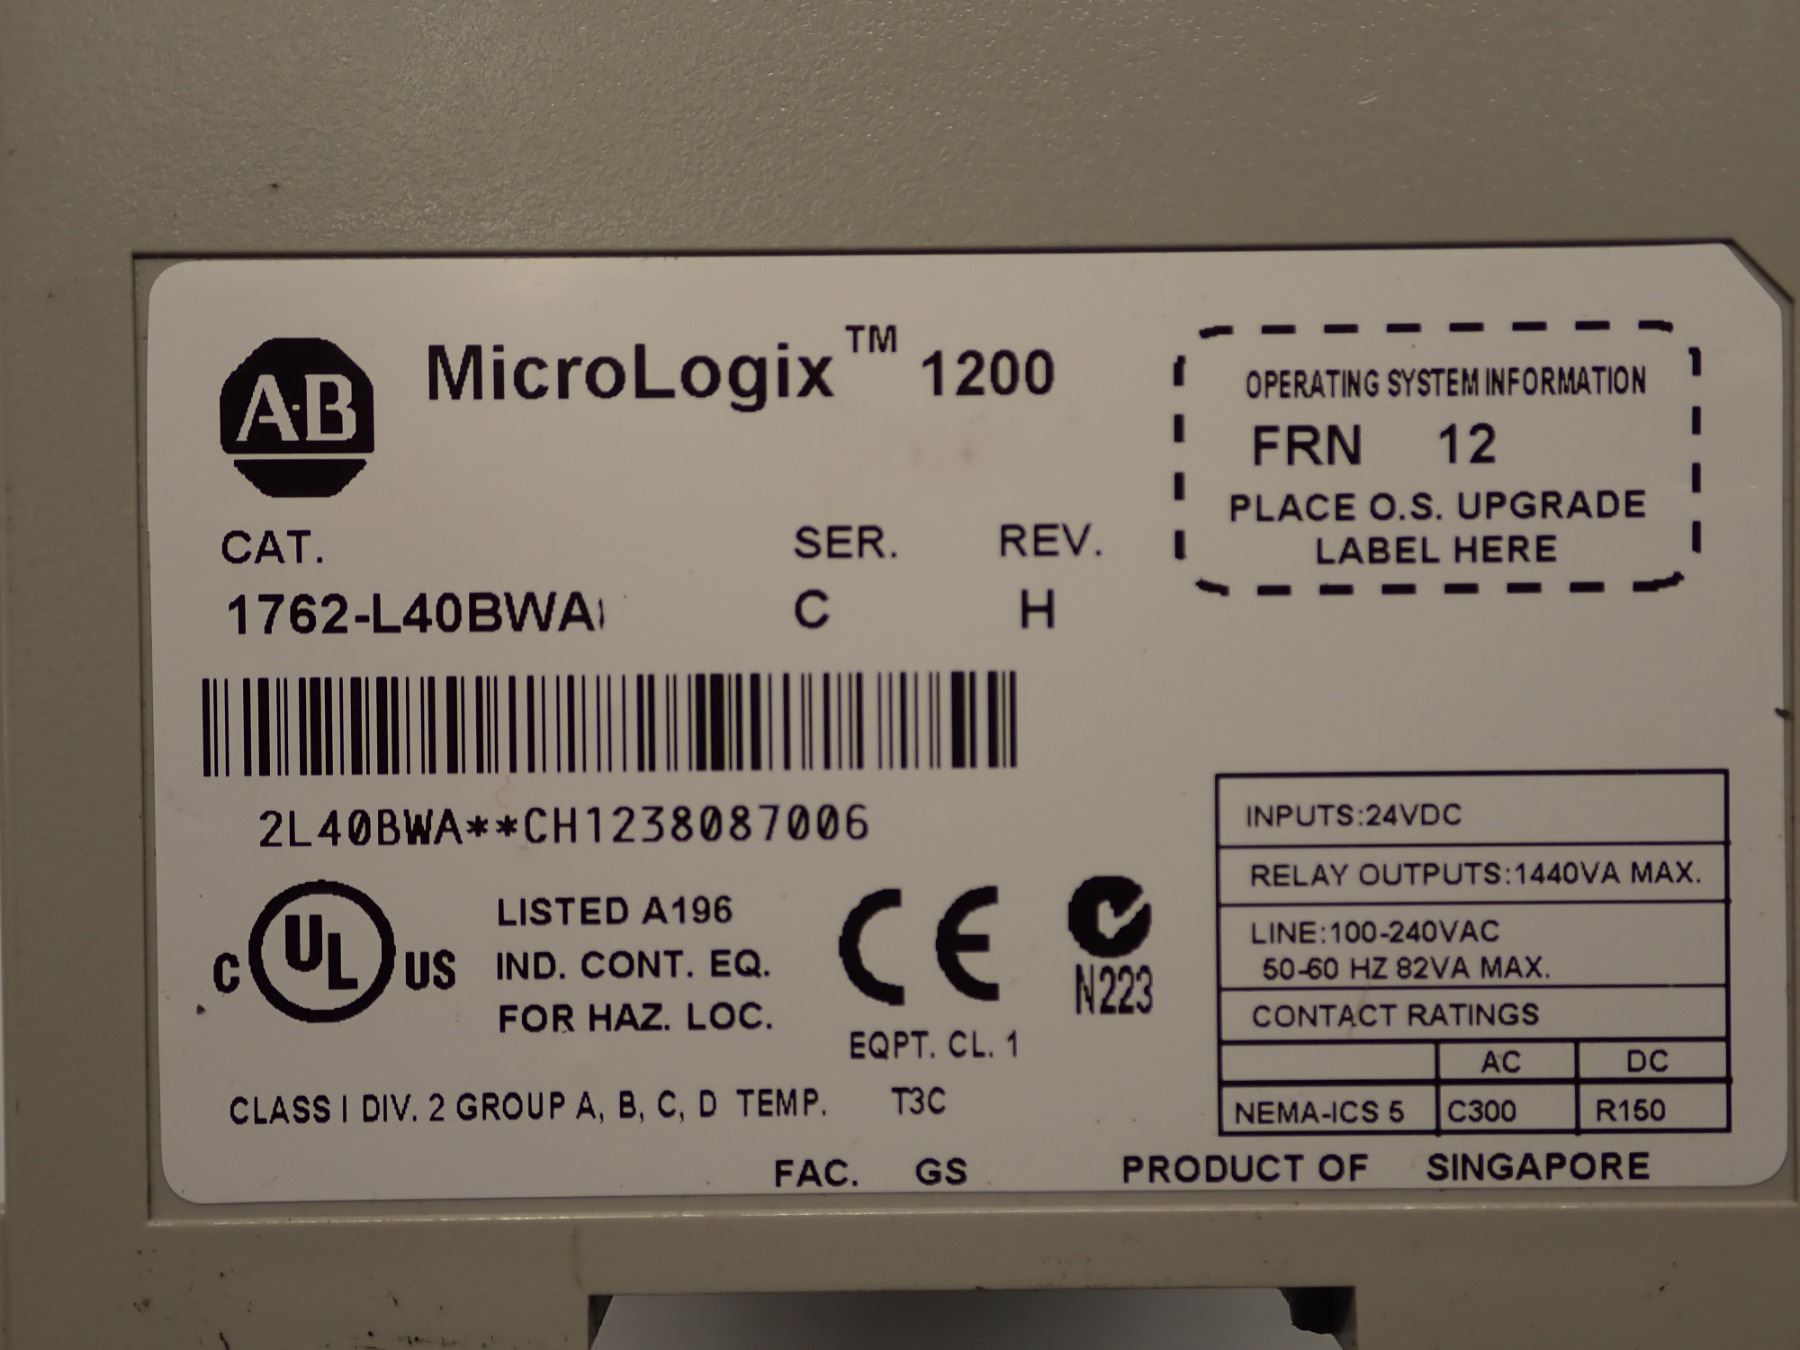 A·B
MicroLogix™ 1200
OPERATING SYSTEM INFORMATION
FRN 12
PLACE O.S. UPGRADE
LABEL HERE
CAT. SER. REV.
1762-L40BWA C H
2L40BWA**CH1238087006
C UL US
LISTED A196
IND. CONT. EQ.
FOR HAZ. LOC.
CE
EQPT. CL. 1
N223
CLASS I DIV. 2 GROUP A, B, C, D TEMP. T3C
INPUTS:24VDC
RELAY OUTPUTS:1440VA MAX.
LINE:100-240VAC
50-60 HZ 82VA MAX.
CONTACT RATINGS
AC DC
NEMA-ICS 5 C300 R150
FAC. GS PRODUCT OF SINGAPORE